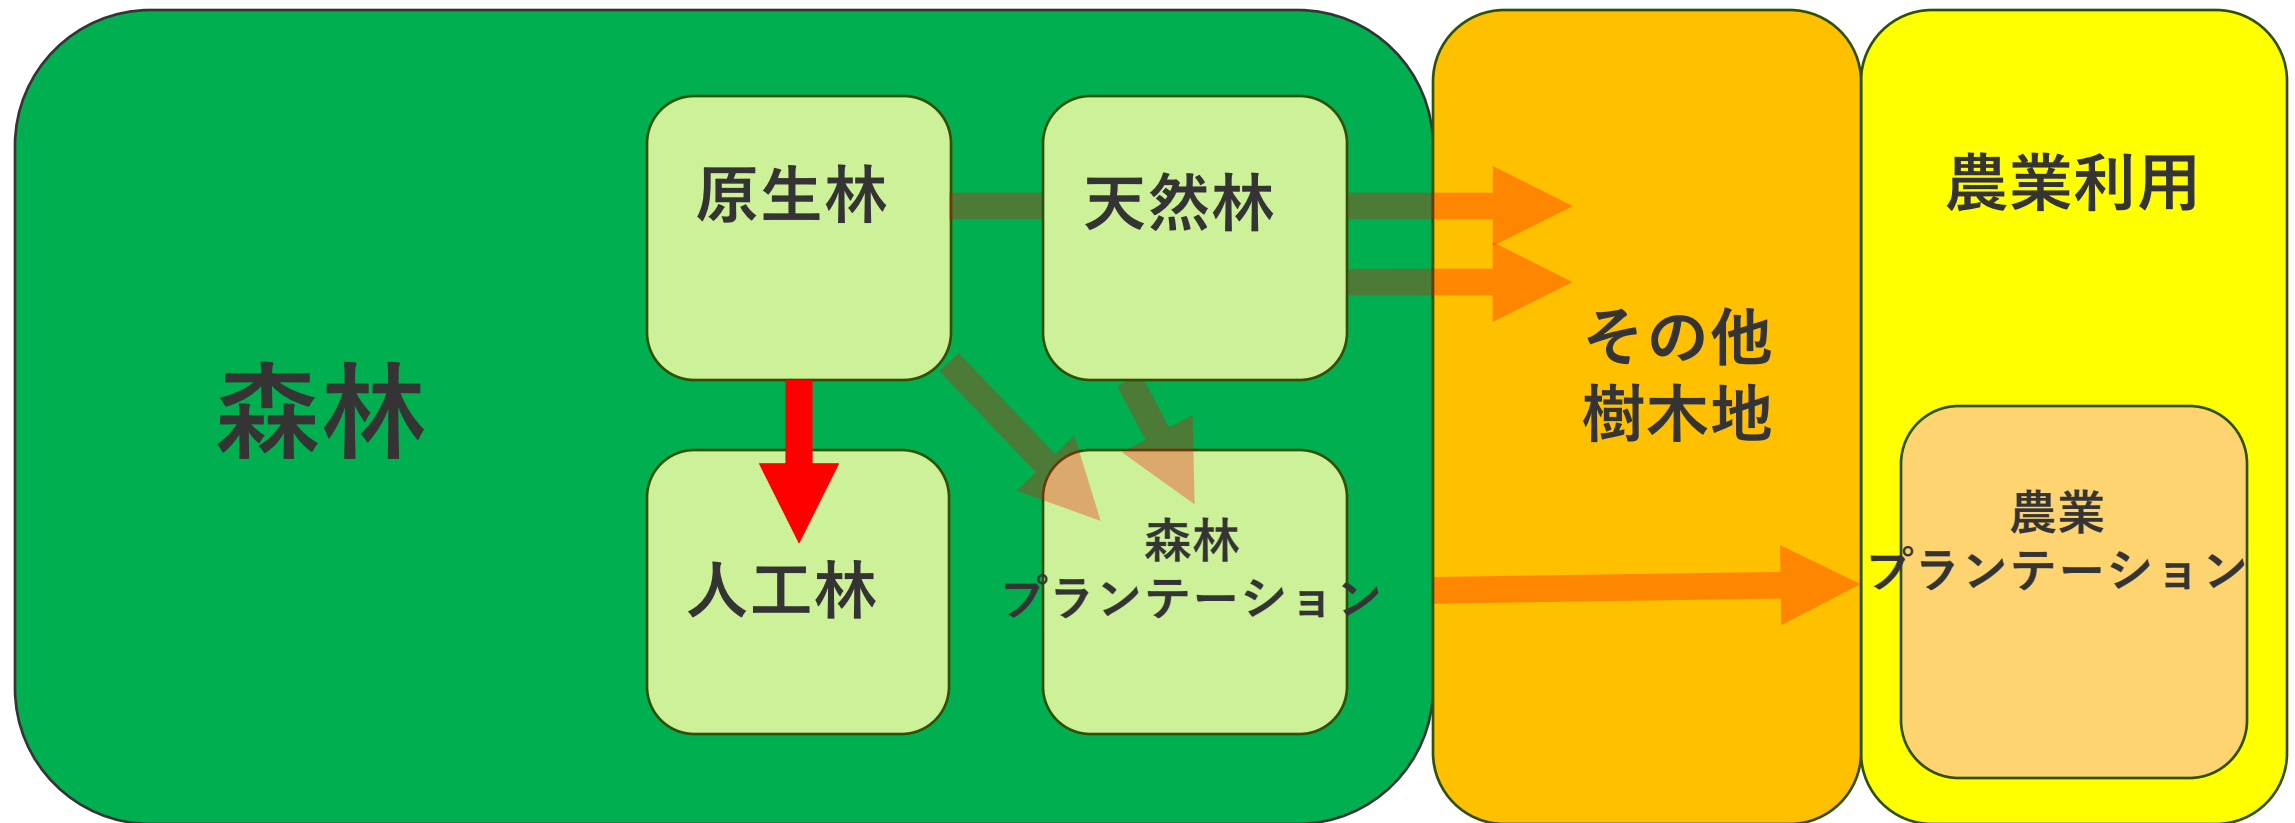 森林
原生林
天然林
人工林
森林
プランテーション
その他
樹木地
農業利用
農業
プランテーション